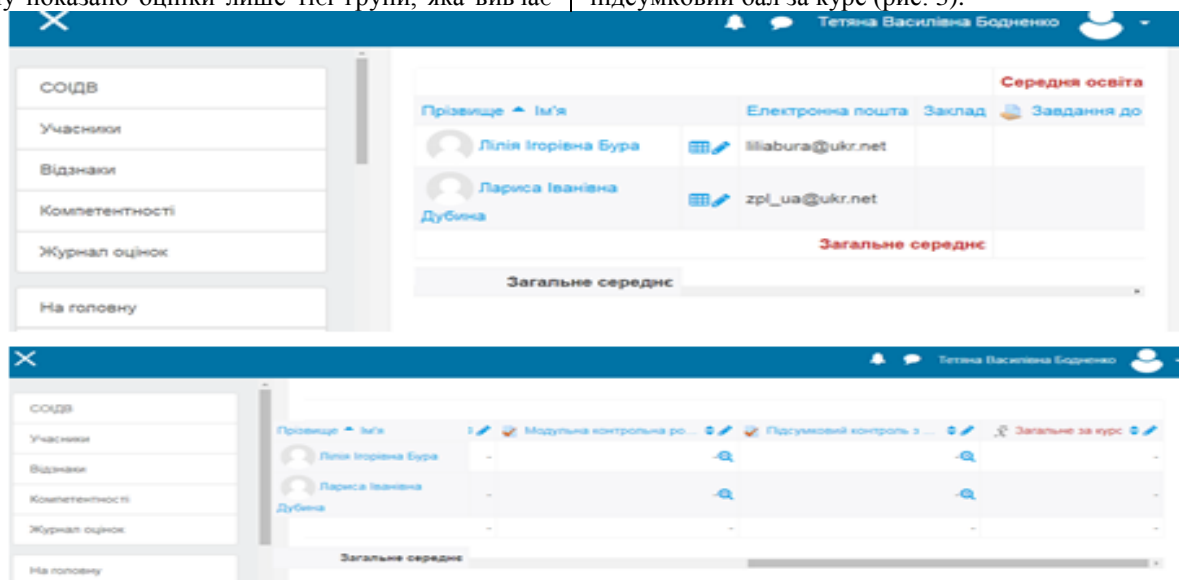 у показано оцінки лише тієї групи, яка вивчає
підсумковий бал за курс (рис. 3).
Тетяна Василівна Бодненко
СОІДВ
Учасники
Відзнаки
Компетентності
Журнал оцінок
На головну
Середня освіта
Прізвище Ім'я Електронна пошта Заклад Завдання до
Лілія Ігорівна Бура liliabura@ukr.net
Лариса Іванівна
Дубина zpl_ua@ukr.net
Загальне середнє
Загальне середнє
Тетяна Василівна Бодненко
СОІДВ
Учасники
Відзнаки
Компетентності
Журнал оцінок
На головну
Прізвище Ім'я Модульна контрольна ро... Підсумковий контроль з ... Загальне за курс
Лілія Ігорівна Бура - - - -
Лариса Іванівна
Дубина - - - -
- - - -
Загальне середнє